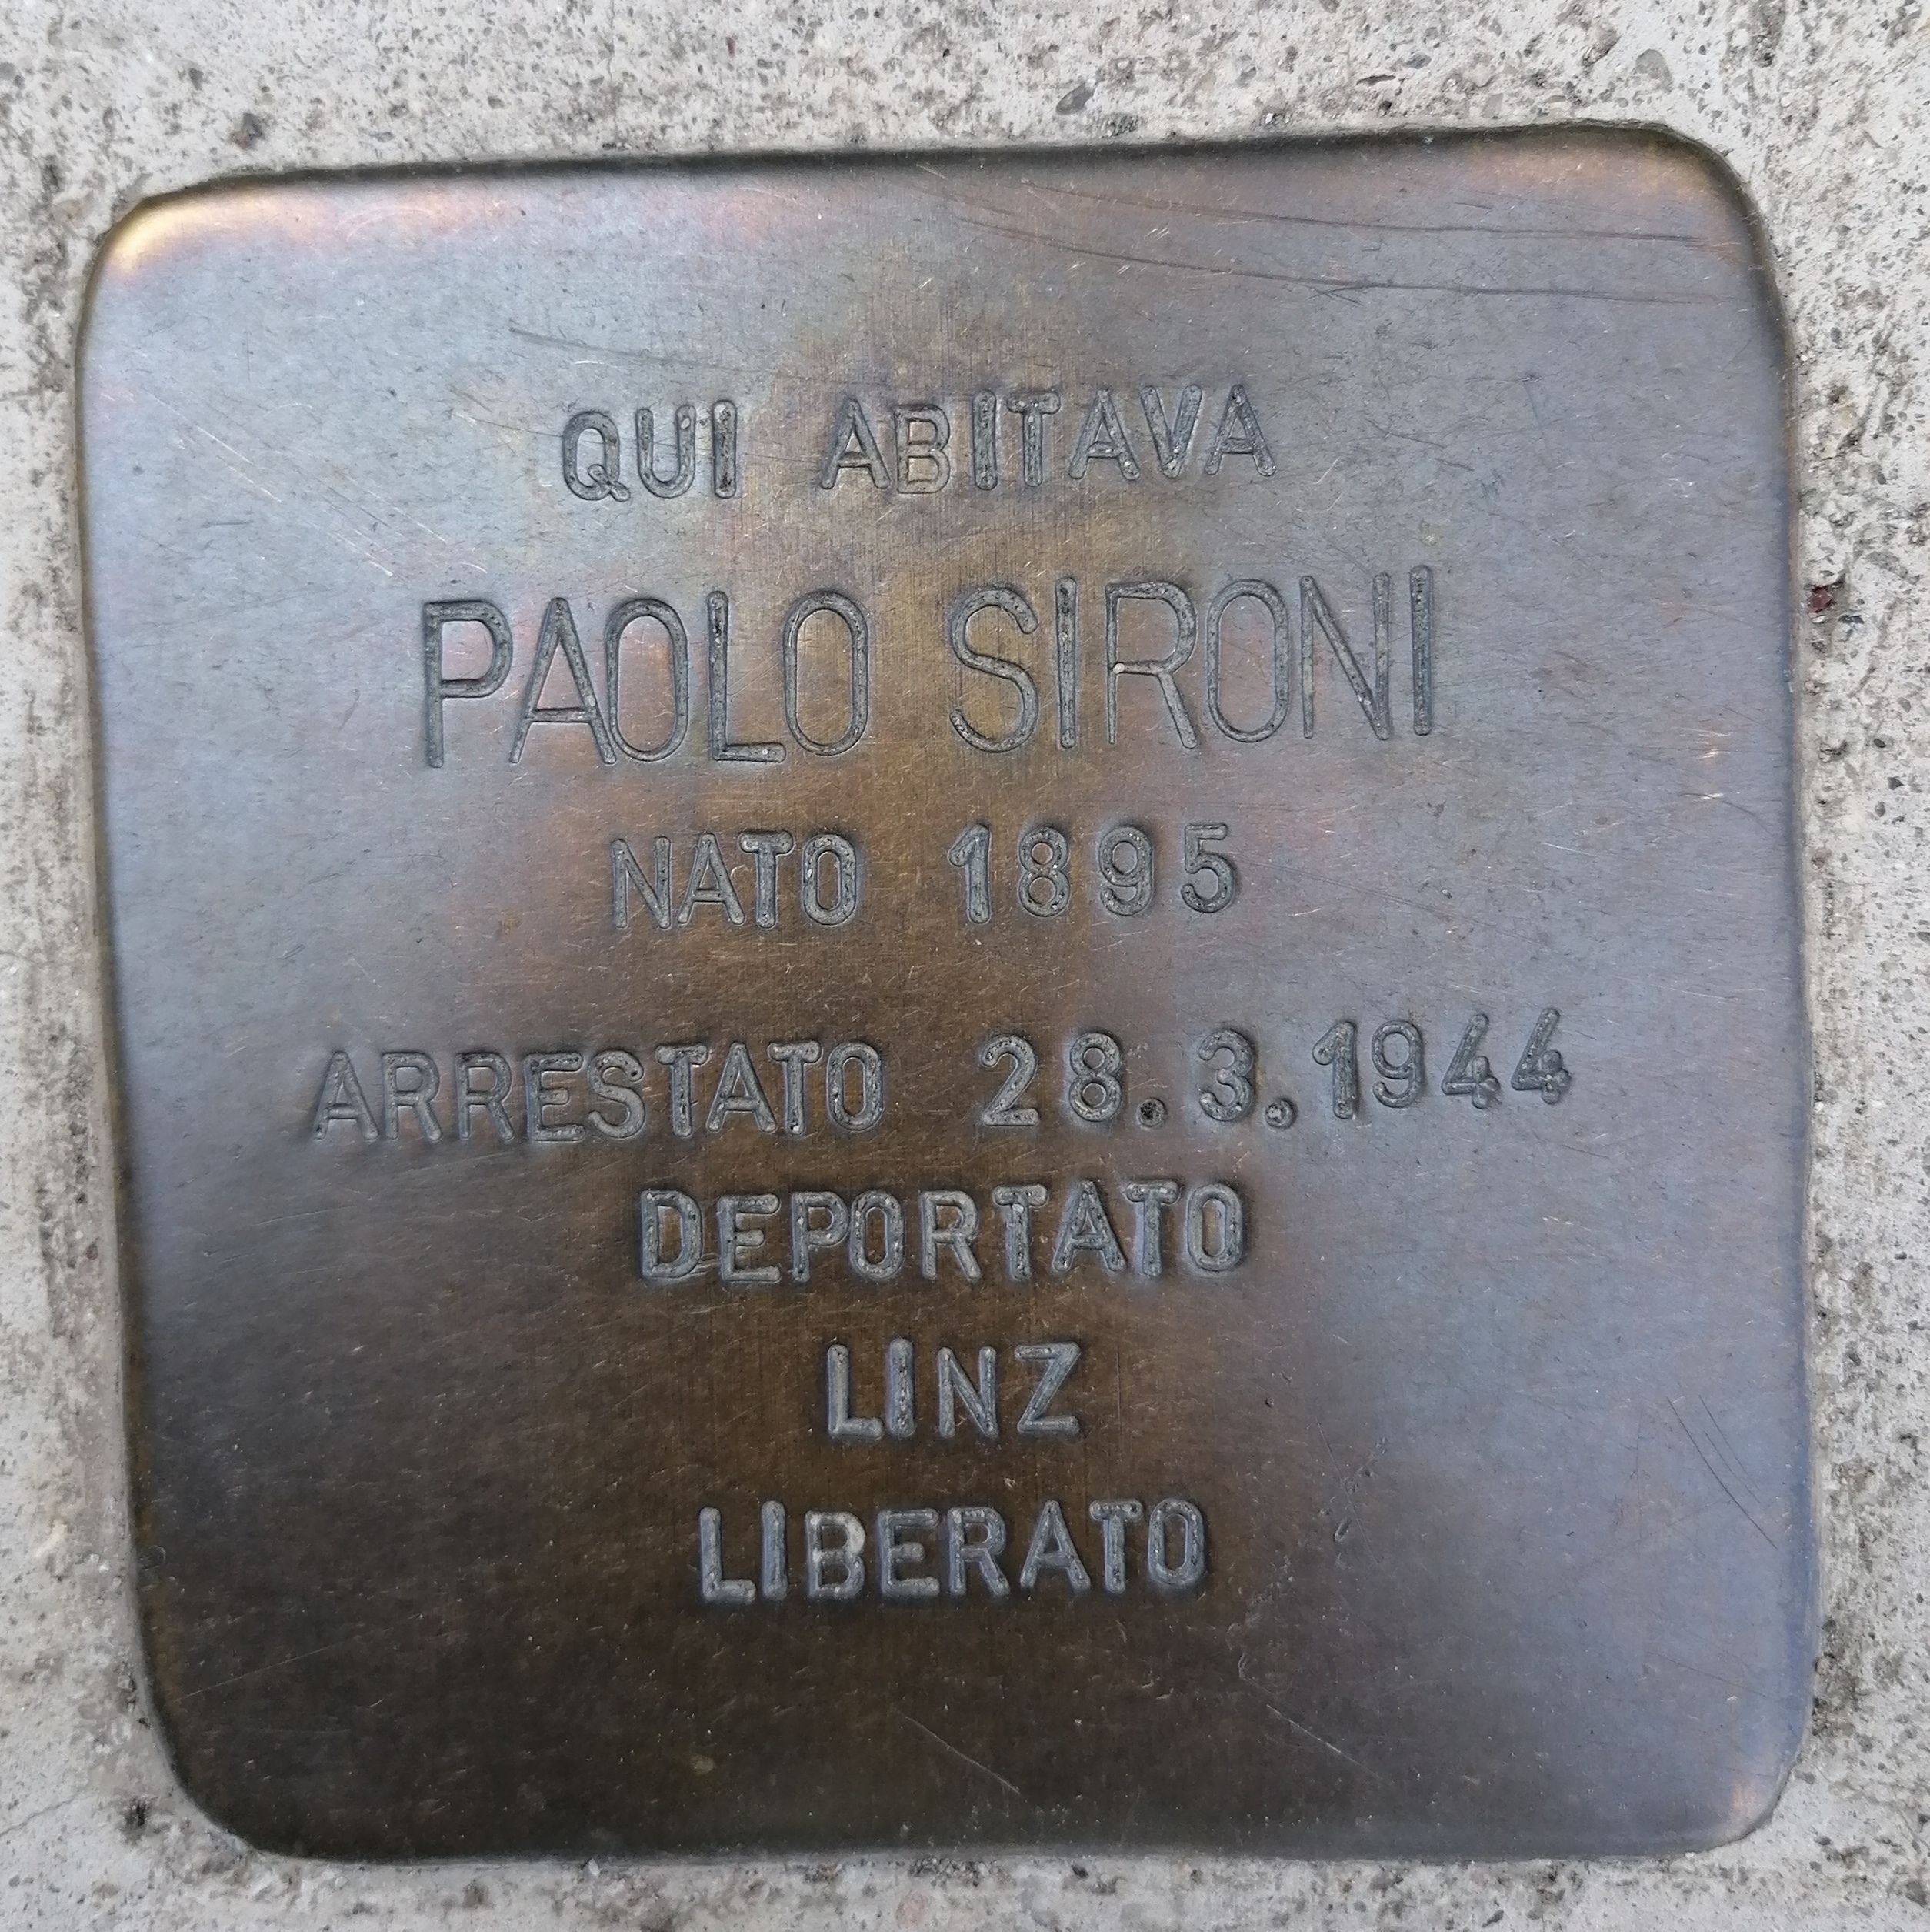 QUI ABITAVA
PAOLO SIRONI
NATO 1895
ARRESTATO 28.3.1944
DEPORTATO
LINZ
LIBERATO